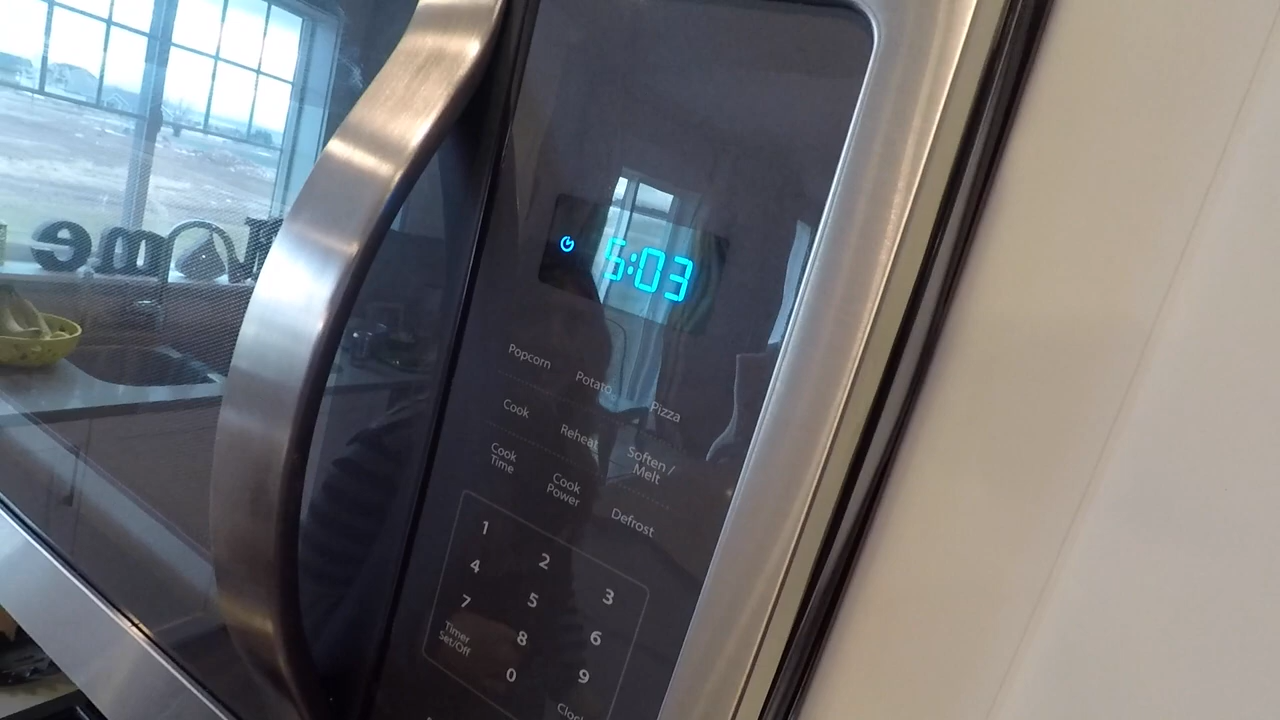 5:03
Popcorn Potato Pizza
Cook Reheat Soften /
Melt
Cook
Time
Cook
Power
Defrost
1 2 3
4 5 6
7 8 9
Timer
Set/Off
0